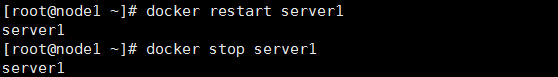 [root@node1 ~]# docker restart server1
server1
[root@node1 ~]# docker stop server1
server1